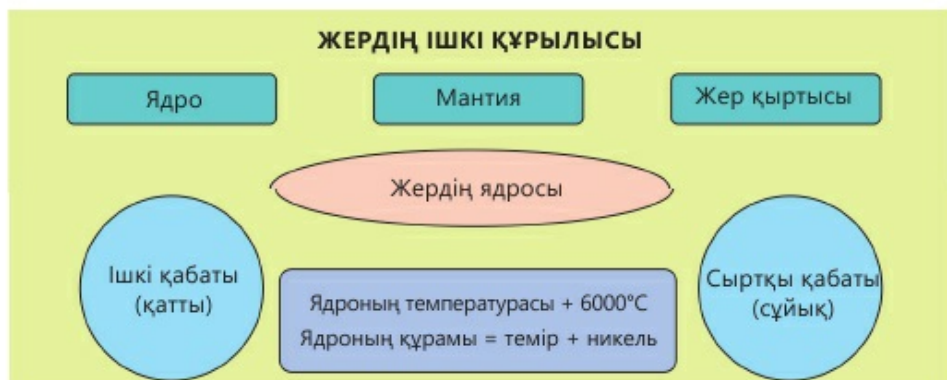 ЖЕРДІҢ ІШКІ ҚҰРЫЛЫСЫ
Ядро
Мантия
Жер қыртысы
Жердің ядросы
Ішкі қабаты
(қатты)
Ядроның температурасы + 6000°C
Ядроның құрамы = темір + никель
Сыртқы қабаты
(сұйық)